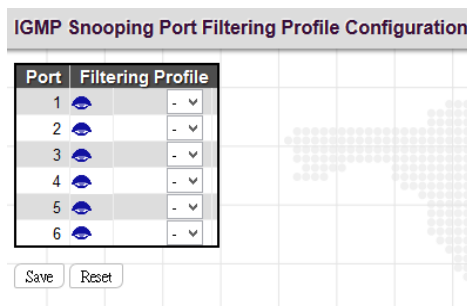 IGMP Snooping Port Filtering Profile Configuration
Port Filtering Profile
1 -
2 -
3 -
4 -
5 -
6 -
Save Reset